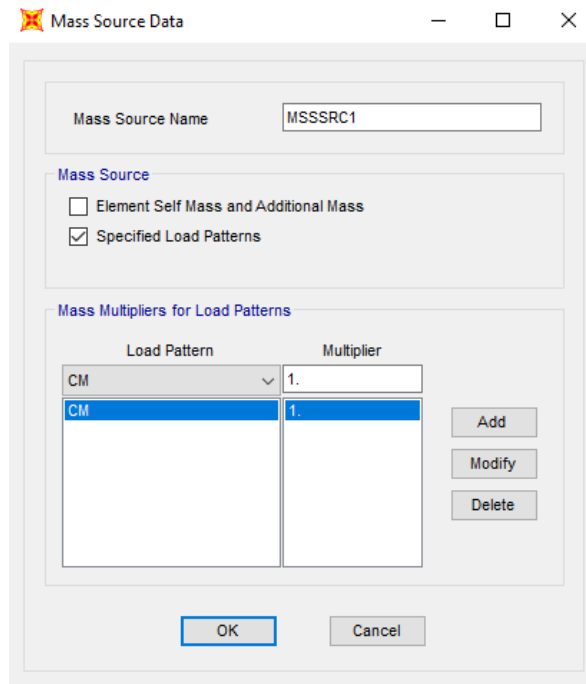 Mass Source Data
Mass Source Name MSSSRC1
Mass Source
Element Self Mass and Additional Mass
Specified Load Patterns
Mass Multipliers for Load Patterns
Load Pattern Multiplier
CM 1.
CM 1.
Add
Modify
Delete
OK Cancel